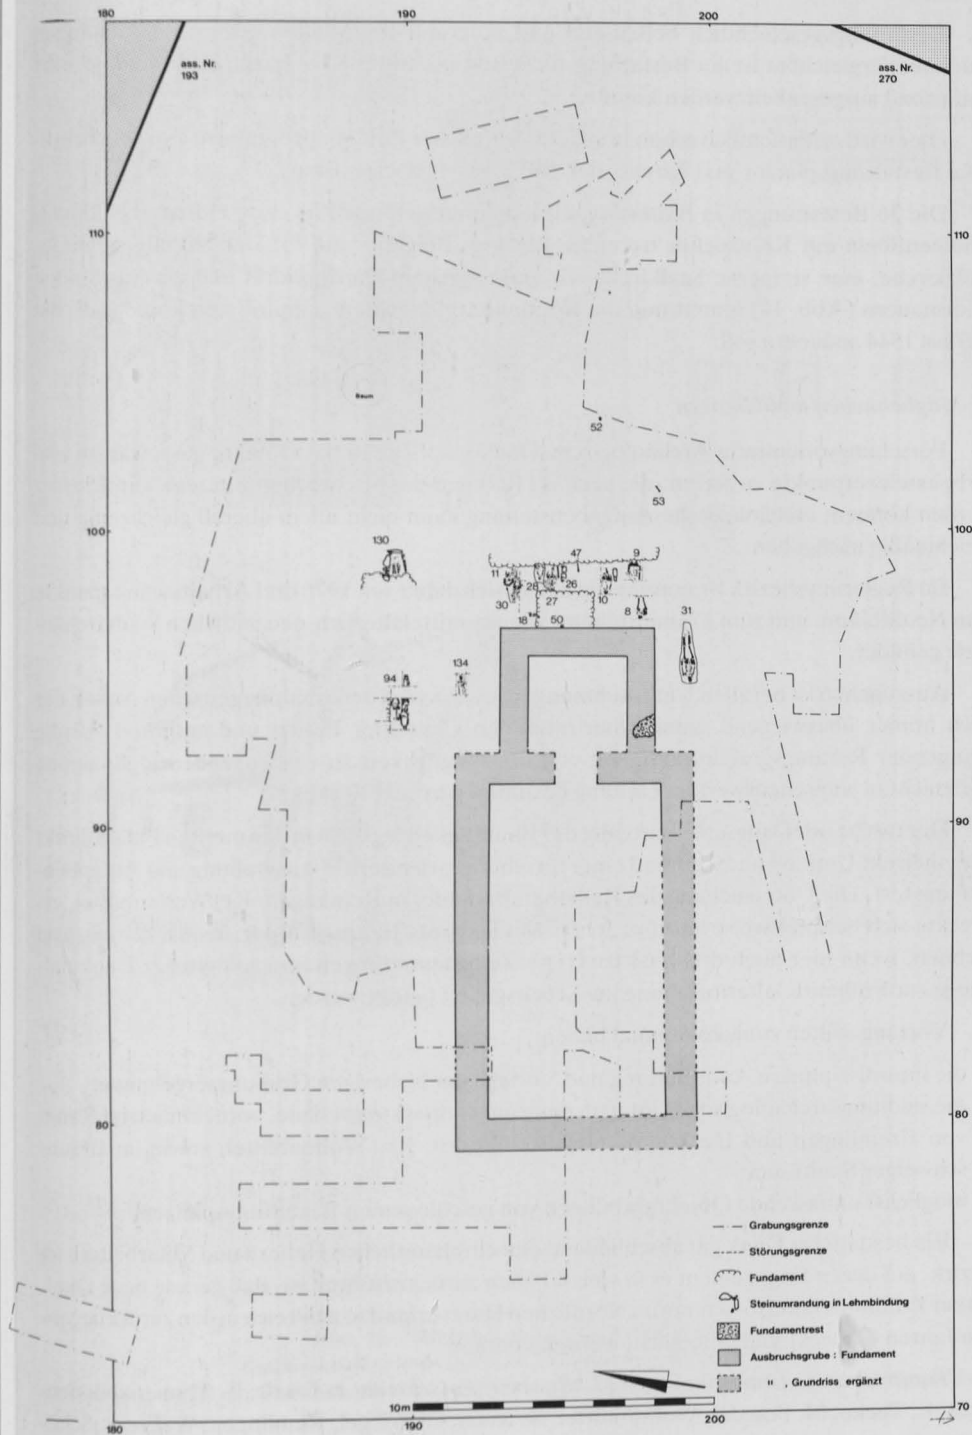 180 190 200
ass. Nr.
193
ass. Nr.
270
110 110
Baum
52
53
100 100
130
11 47 9
28 26
30 27 10
18 50 8 31
134
94
90 90
80 80
Grabungsgrenze
Störungsgrenze
Fundament
Steinumrandung in Lehmbindung
Fundamentrest
Ausbruchsgrube : Fundament
" , Grundriss ergänzt
10m
70
180 190 200